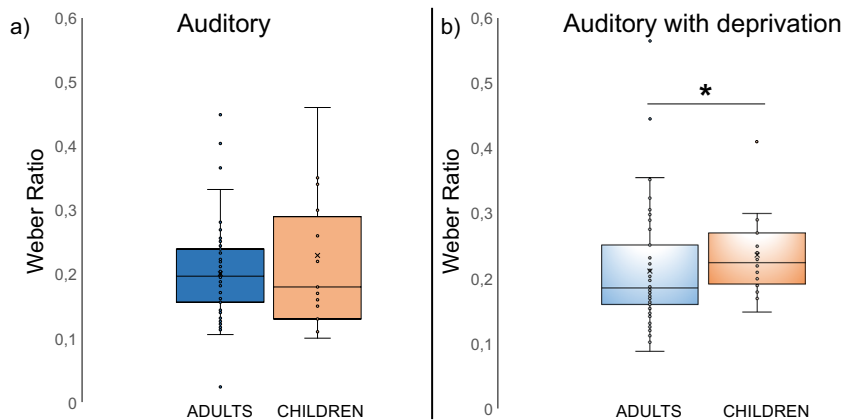 a) Auditory
Weber Ratio
0,6
0,5
0,4
0,3
0,2
0,1
0
ADULTS CHILDREN
b) Auditory with deprivation
Weber Ratio
0,6
0,5
0,4
0,3
0,2
0,1
0
*
ADULTS CHILDREN